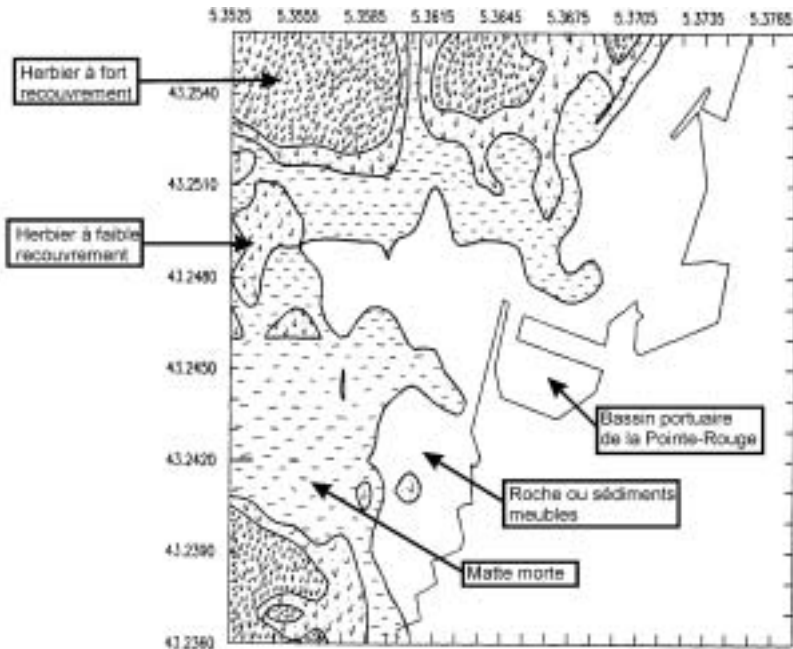 5.3525 5.3555 5.3585 5.3615 5.3645 5.3675 5.3705 5.3735 5.3765
Herbier à fort
recouvrement
43.2540
43.2510
Herbier à faible
recouvrement
43.2480
43.2450
Bassin portuaire
de la Pointe-Rouge
43.2420
Roche ou sédiments
meubles
43.2390
Matte morte
43.2360